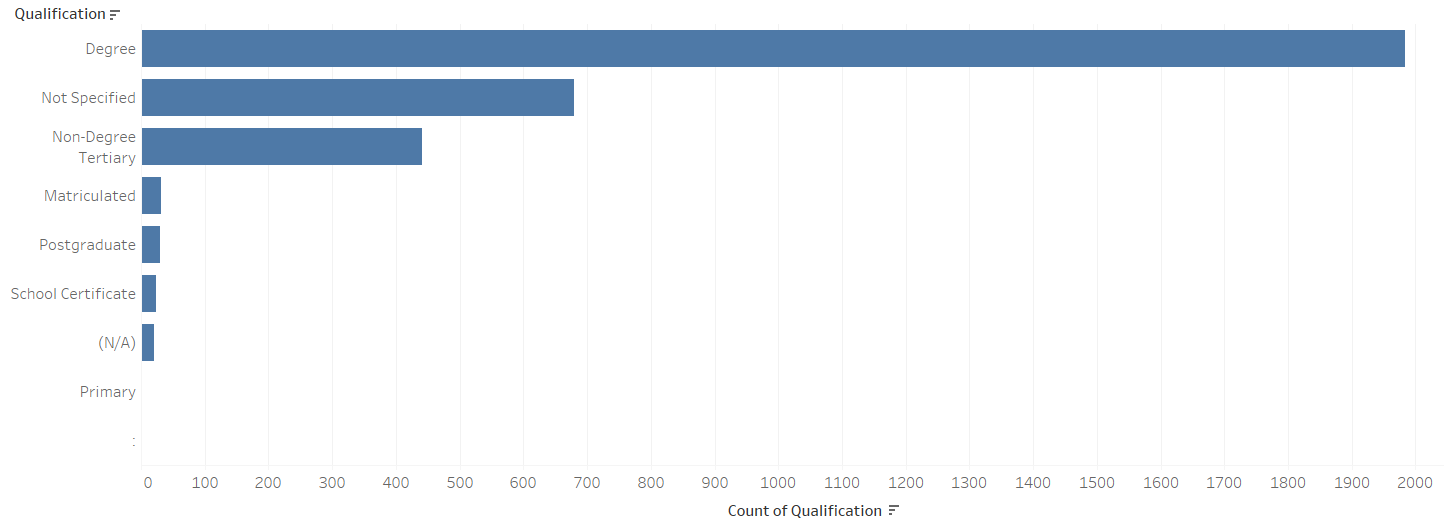 Qualification
Degree
Not Specified
Non-Degree
Tertiary
Matriculated
Postgraduate
School Certificate
(N/A)
Primary
:
0 100 200 300 400 500 600 700 800 900 1000 1100 1200 1300 1400 1500 1600 1700 1800 1900 2000
Count of Qualification